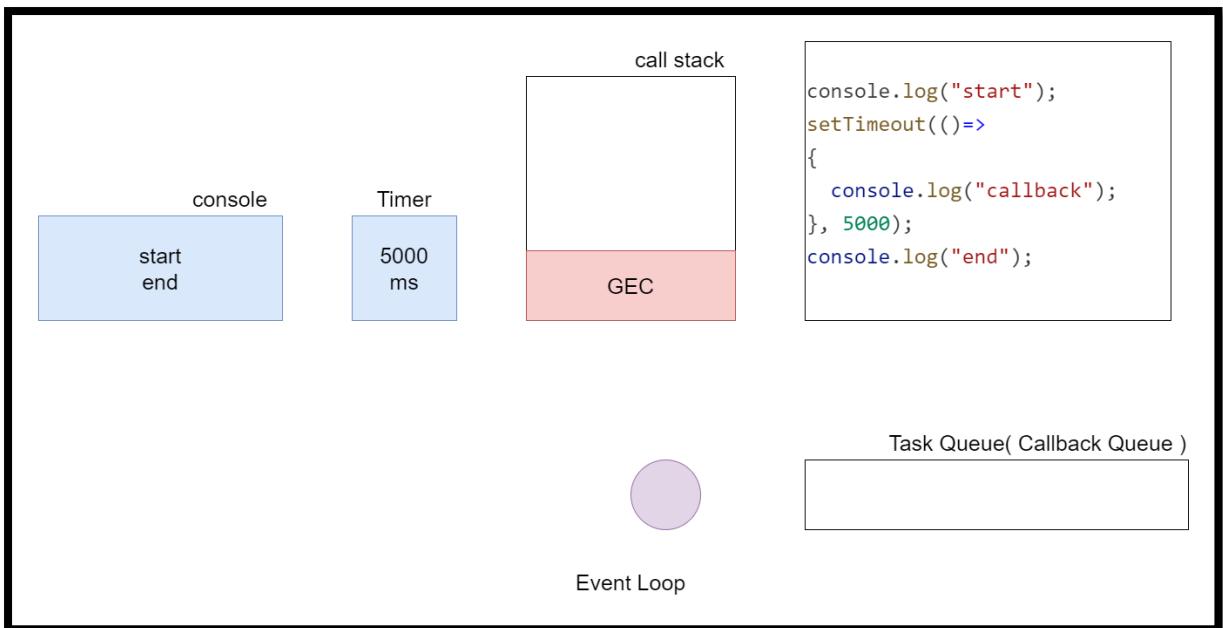 call stack
console.log("start");
setTimeout(()=>
{
  console.log("callback");
}, 5000);
console.log("end");
console
start
end
Timer
5000
ms
GEC
Task Queue( Callback Queue )
Event Loop